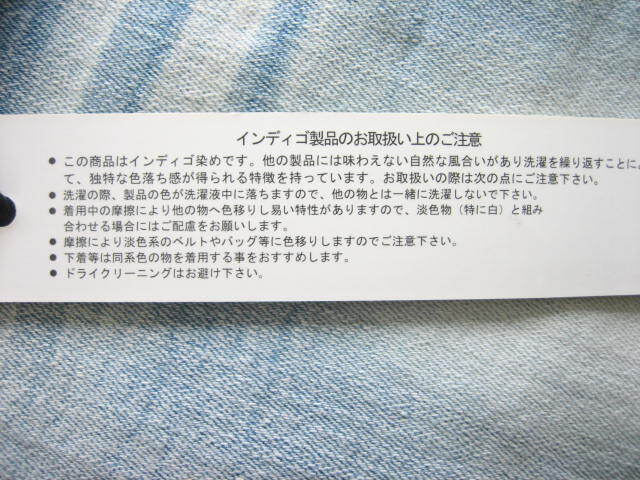 インディゴ製品のお取扱い上のご注意
● この商品はインディゴ染めです。他の製品には味わえない自然な風合いがあり洗濯を繰り返すことに
て、独特な色落ち感が得られる特徴を持っています。お取扱いの際は次の点にご注意下さい。
● 洗濯の際、製品の色が洗濯液中に落ちますので、他の物とは一緒に洗濯しないで下さい。
● 着用中の摩擦により他の物へ色移りし易い特性がありますので、淡色物（特に白）と組み
合わせる場合にはご配慮をお願いします。
● 摩擦により淡色系のベルトやバッグ等に色移りしますのでご注意下さい。
● 下着等は同系色の物を着用する事をおすすめします。
● ドライクリーニングはお避け下さい。